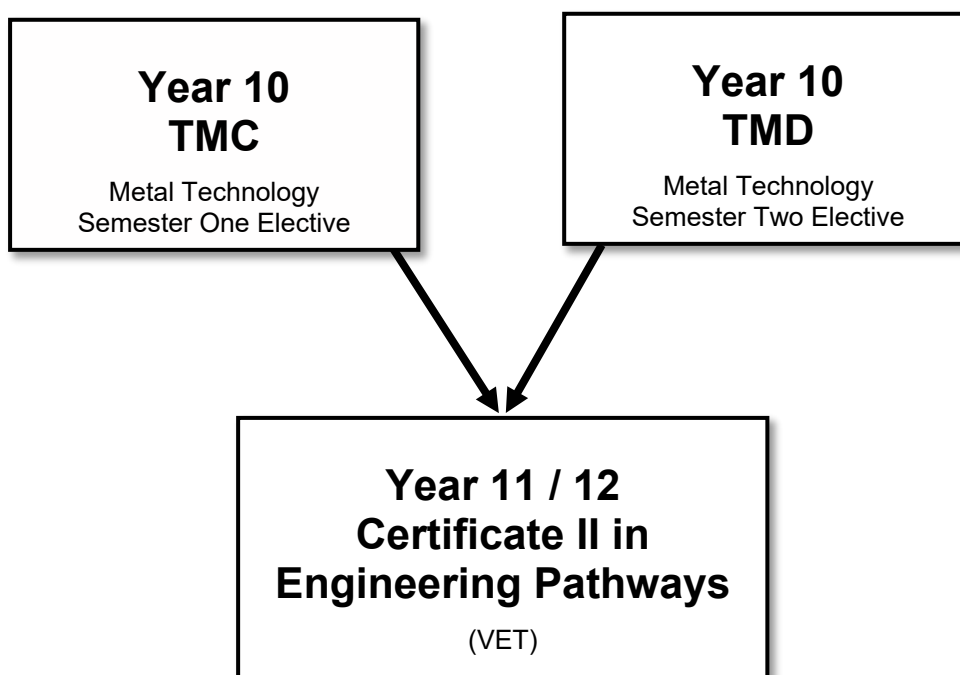 Year 10
TMC
Metal Technology
Semester One Elective
Year 10
TMD
Metal Technology
Semester Two Elective
Year 11 / 12
Certificate II in
Engineering Pathways
(VET)